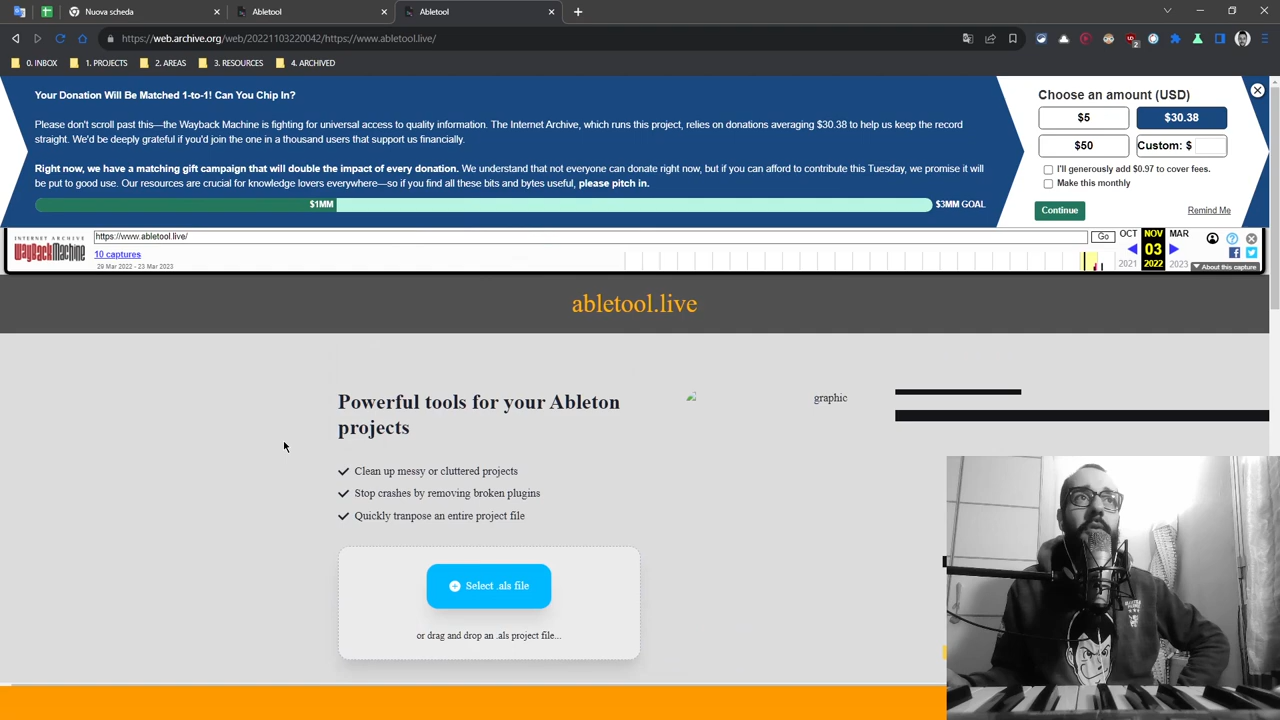 Nuova scheda
Abletool
Abletool
https://web.archive.org/web/20221103220042/https://www.abletool.live/
0. INBOX
1. PROJECTS
2. AREAS
3. RESOURCES
4. ARCHIVED
Your Donation Will Be Matched 1-to-1! Can You Chip In?
Please don't scroll past this—the Wayback Machine is fighting for universal access to quality information. The Internet Archive, which runs this project, relies on donations averaging $30.38 to help us keep the record
straight. We'd be deeply grateful if you'd join the one in a thousand users that support us financially.
Right now, we have a matching gift campaign that will double the impact of every donation. We understand that not everyone can donate right now, but if you can afford to contribute this Tuesday, we promise it will
be put to good use. Our resources are crucial for knowledge lovers everywhere—so if you find all these bits and bytes useful, please pitch in.
$1MM
$3MM GOAL
Choose an amount (USD)
$5
$30.38
$50
Custom: $
I'll generously add $0.97 to cover fees.
Make this monthly
Continue
Remind Me
INTERNET ARCHIVE
WayBackMachine
https://www.abletool.live/
Go
10 captures
29 Mar 2022 - 23 Mar 2023
OCT
NOV
MAR
03
2021
2022
2023
About this capture
abletool.live
Powerful tools for your Ableton
projects
Clean up messy or cluttered projects
Stop crashes by removing broken plugins
Quickly tranpose an entire project file
Select .als file
or drag and drop an .als project file...
graphic